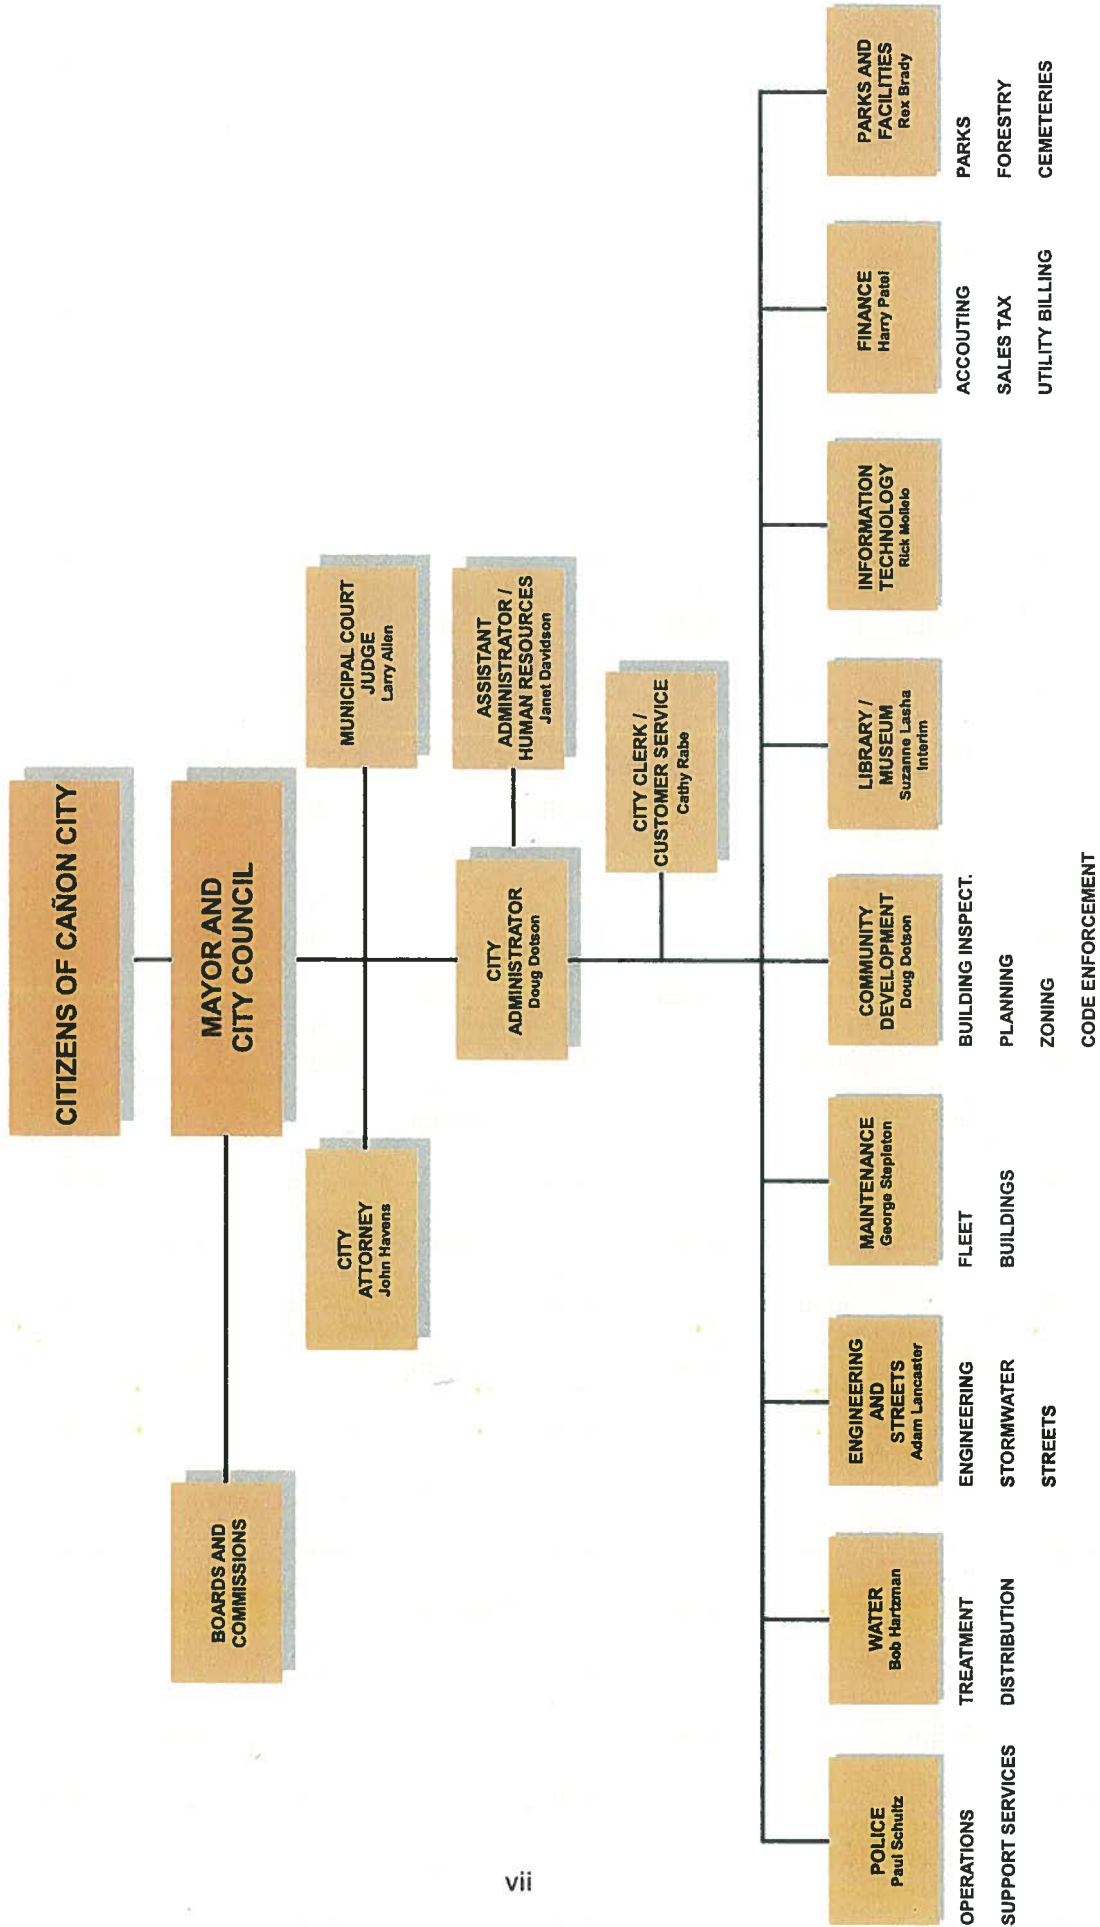 CITIZENS OF CAÑON CITY
MAYOR AND
CITY COUNCIL
BOARDS AND
COMMISSIONS
CITY
ATTORNEY
John Havens
MUNICIPAL COURT
JUDGE
Larry Allen
CITY
ADMINISTRATOR
Doug Dotson
ASSISTANT
ADMINISTRATOR /
HUMAN RESOURCES
Janet Davidson
CITY CLERK /
CUSTOMER SERVICE
Cathy Rabe
POLICE
Paul Schultz
OPERATIONS
SUPPORT SERVICES
WATER
Bob Hartzman
TREATMENT
DISTRIBUTION
ENGINEERING
AND
STREETS
Adam Lancaster
ENGINEERING
STORMWATER
STREETS
MAINTENANCE
George Stepleton
FLEET
BUILDINGS
COMMUNITY
DEVELOPMENT
Doug Dotson
BUILDING INSPECT.
PLANNING
ZONING
CODE ENFORCEMENT
LIBRARY /
MUSEUM
Suzanne Lasha
Interim
INFORMATION
TECHNOLOGY
Rick Mollelo
FINANCE
Harry Patel
ACCOUTING
SALES TAX
UTILITY BILLING
PARKS AND
FACILITIES
Rex Brady
PARKS
FORESTRY
CEMETERIES
vii